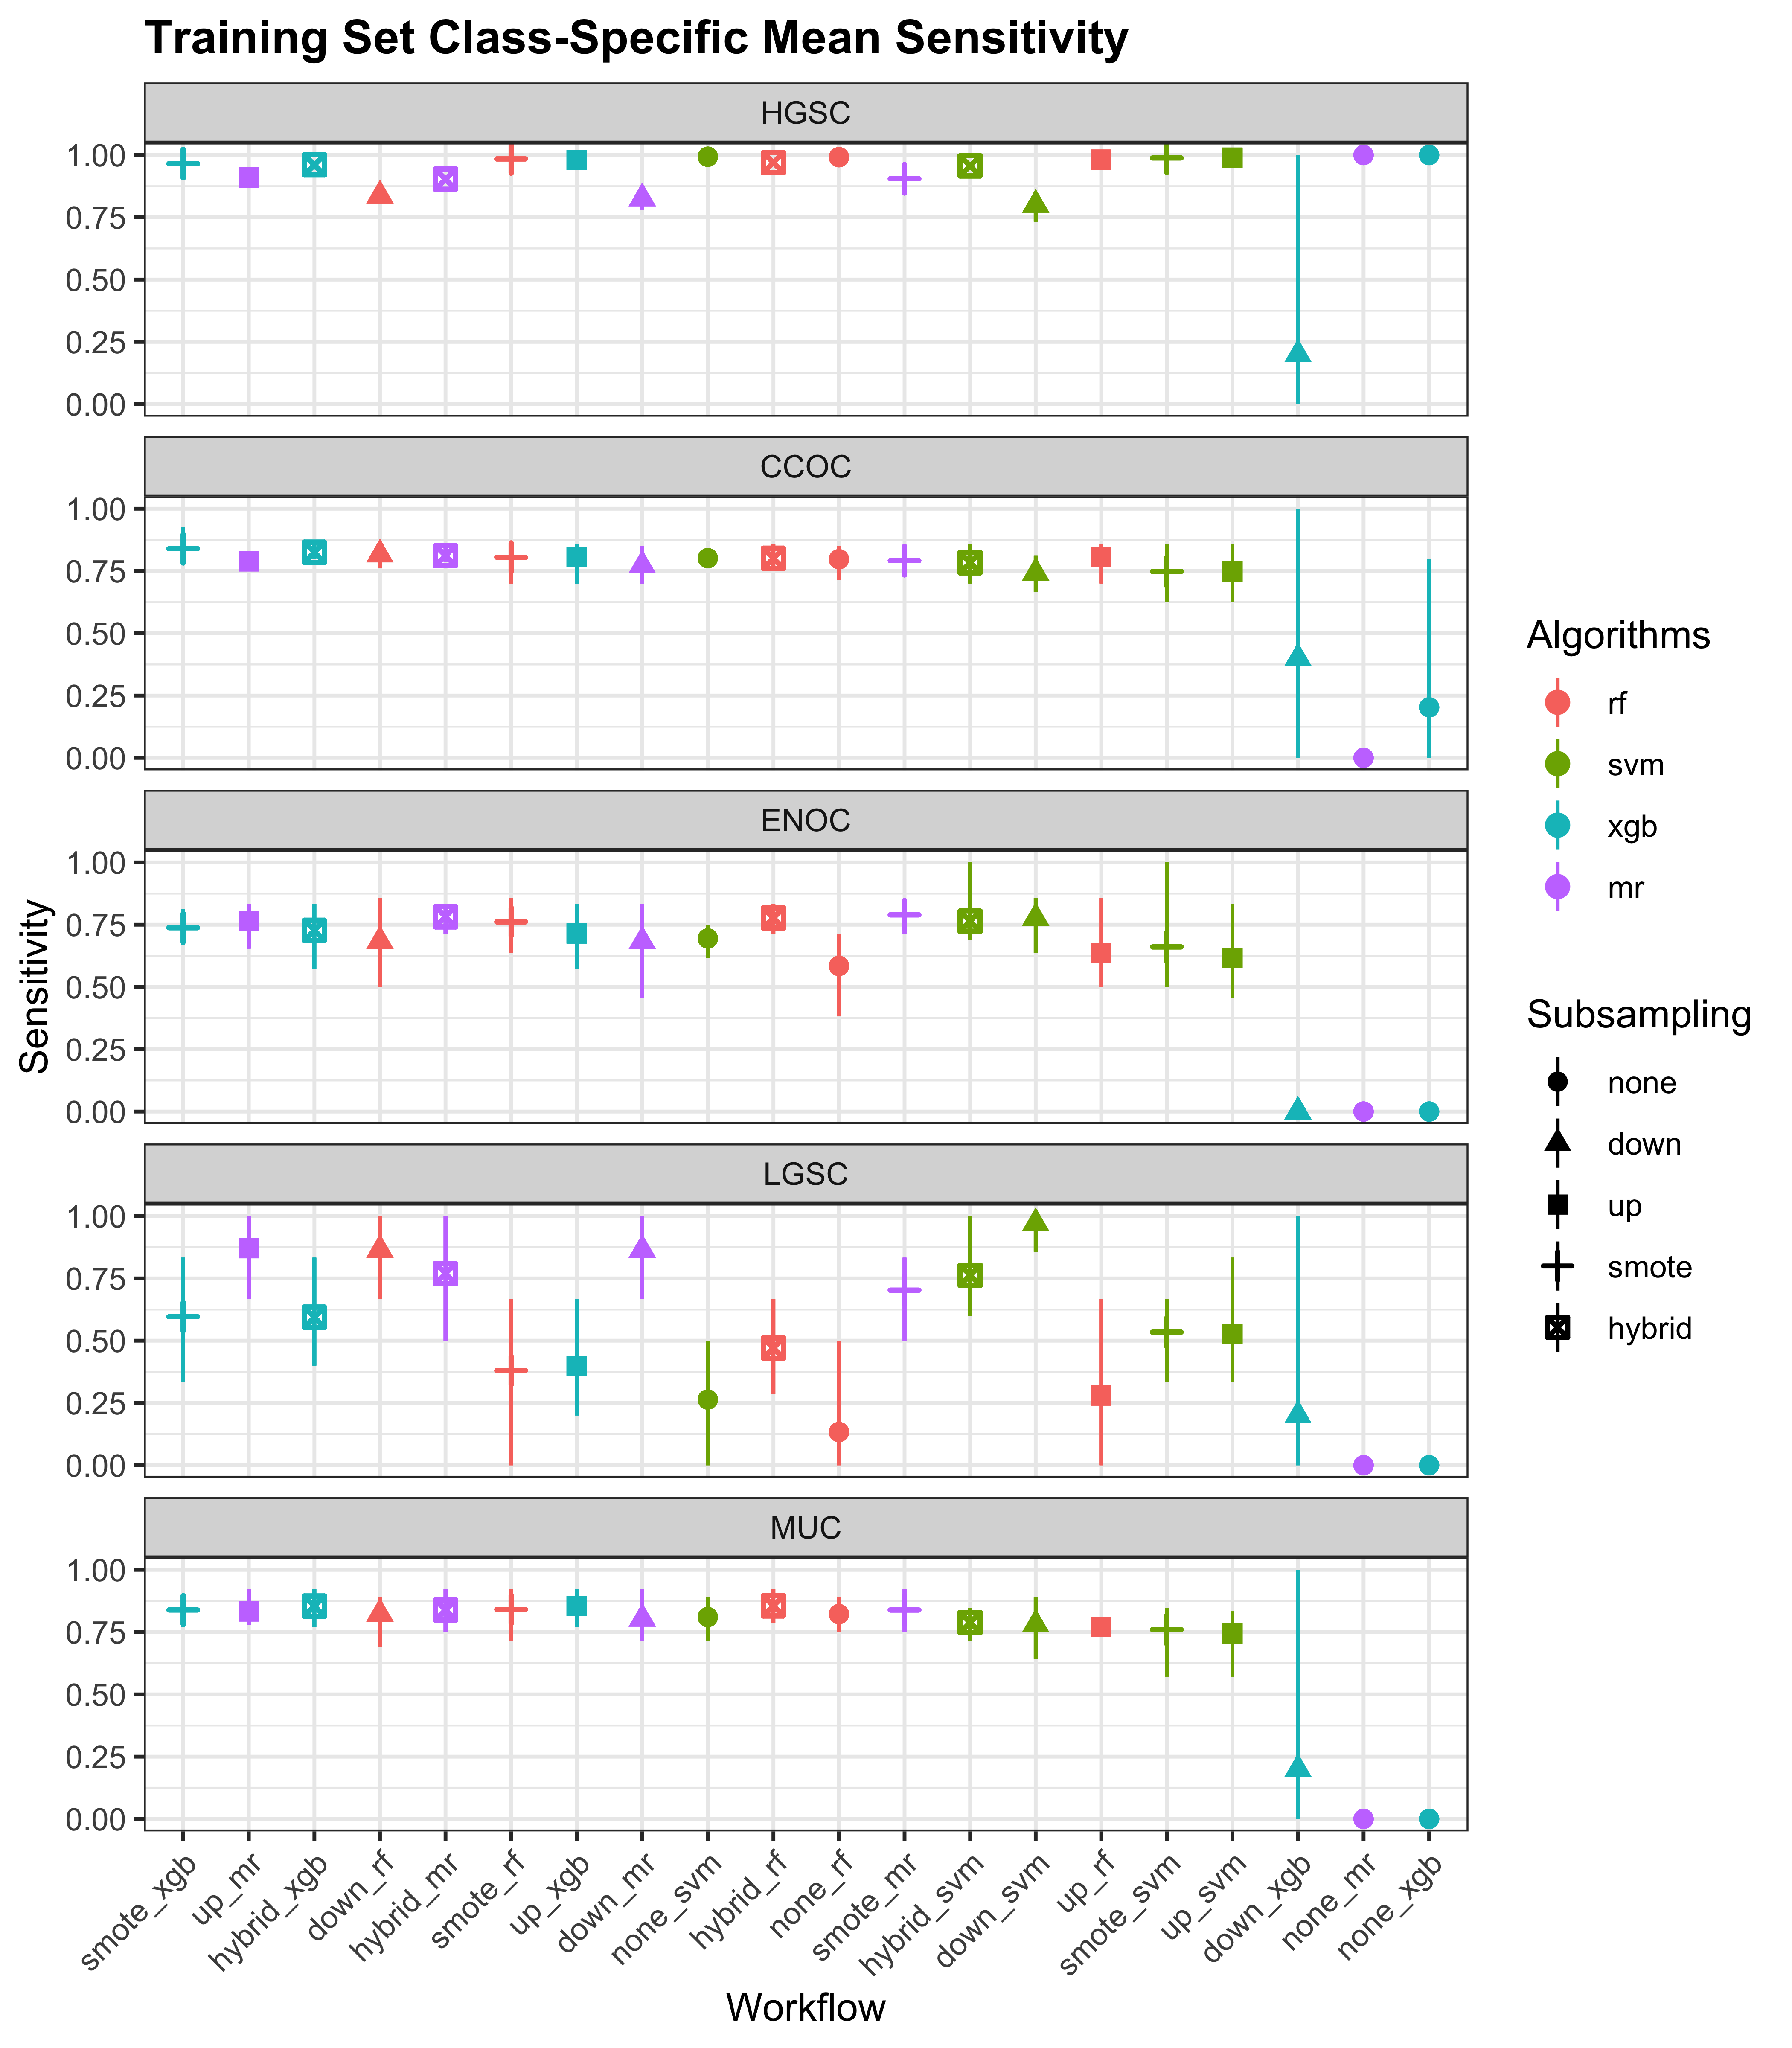 Training Set Class-Specific Mean Sensitivity
HGSC
1.00
0.75
0.50
0.25
0.00
CCOC
1.00
0.75
0.50
0.25
0.00
ENOC
1.00
0.75
0.50
0.25
0.00
LGSC
1.00
0.75
0.50
0.25
0.00
MUC
1.00
0.75
0.50
0.25
0.00
Sensitivity
smote_xgb
up_mr
hybrid_xgb
down_rf
hybrid_mr
smote_rf
up_xgb
down_mr
none_svm
hybrid_rf
none_rf
smote_mr
hybrid_svm
down_svm
up_rf
smote_svm
up_svm
down_xgb
none_mr
none_xgb
Workflow
Algorithms
rf
svm
xgb
mr
Subsampling
none
down
up
smote
hybrid